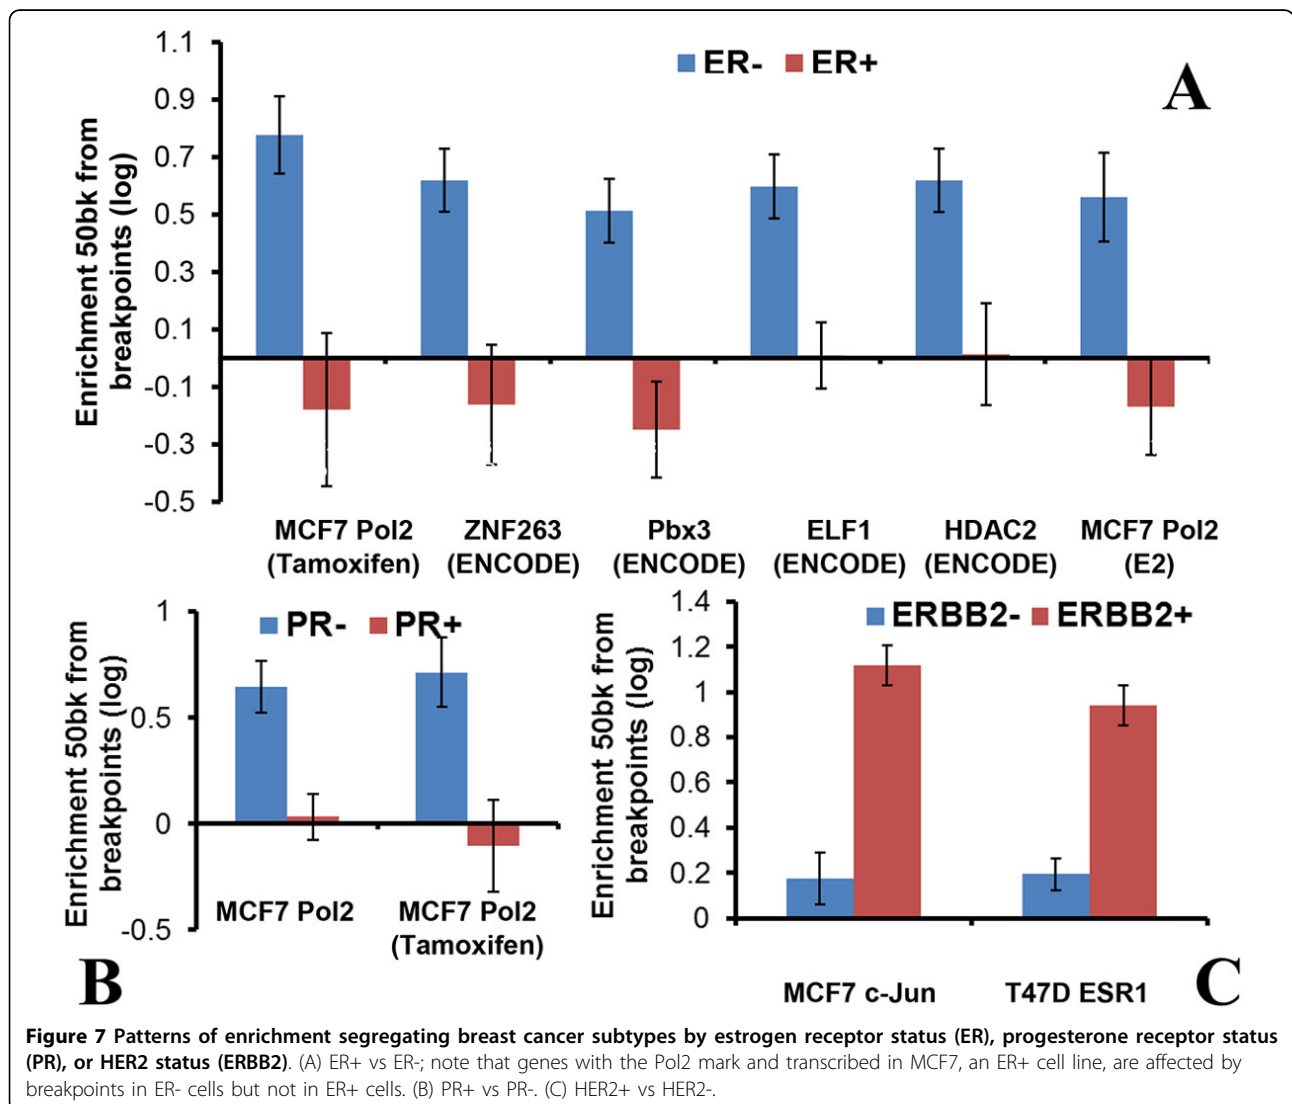 A
ER- ER+
Enrichment 50bk from
breakpoints (log)
1.1
0.9
0.7
0.5
0.3
0.1
-0.1
-0.3
-0.5
MCF7 Pol2 ZNF263 Pbx3 ELF1 HDAC2 MCF7 Pol2
(Tamoxifen) (ENCODE) (ENCODE) (ENCODE) (ENCODE) (E2)
PR- PR+
Enrichment 50bk from
breakpoints (log)
1
0.5
0
-0.5
MCF7 Pol2 MCF7 Pol2
(Tamoxifen)
B
ERBB2- ERBB2+
Enrichment 50bk from
breakpoints (log)
1.4
1.2
1
0.8
0.6
0.4
0.2
0
MCF7 c-Jun T47D ESR1
C
Figure 7 Patterns of enrichment segregating breast cancer subtypes by estrogen receptor status (ER), progesterone receptor status
(PR), or HER2 status (ERBB2). (A) ER+ vs ER-; note that genes with the Pol2 mark and transcribed in MCF7, an ER+ cell line, are affected by
breakpoints in ER- cells but not in ER+ cells. (B) PR+ vs PR-. (C) HER2+ vs HER2-.